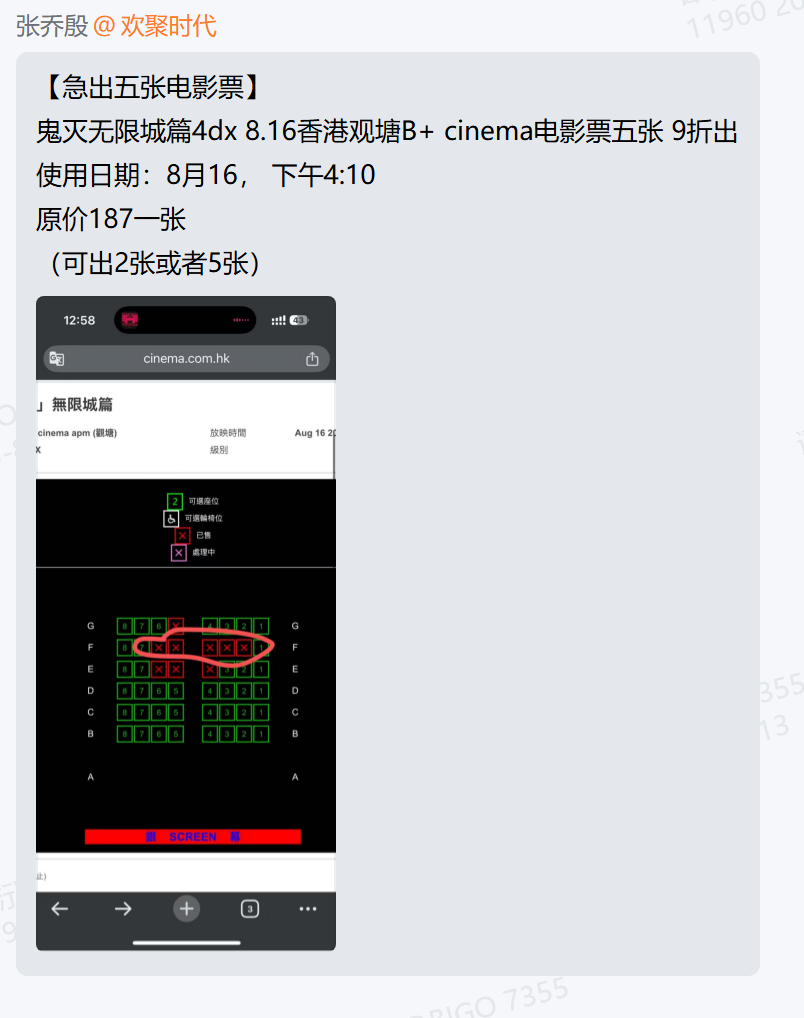 张乔殷@欢聚时代
【急出五张电影票】
鬼灭无限城篇4dx 8.16香港观塘B+ cinema电影票五张 9折出
使用日期：8月16， 下午4:10
原价187一张
（可出2张或者5张）
12:58 43
cinema.com.hk
」無限城篇
cinema apm (觀塘) 放映時間 Aug 16 20
X 級別
2 可選座位
可選輪椅位
已售
處理中
G 8 7 6 4 3 2 1 G
F 8 7 1 F
E 8 7 3 2 1 E
D 8 7 6 5 4 3 2 1 D
C 8 7 6 5 4 3 2 1 C
B 8 7 6 5 4 3 2 1 B
A A
銀 SCREEN 幕
止)
3
11960 20
355
13
RIGO 7355